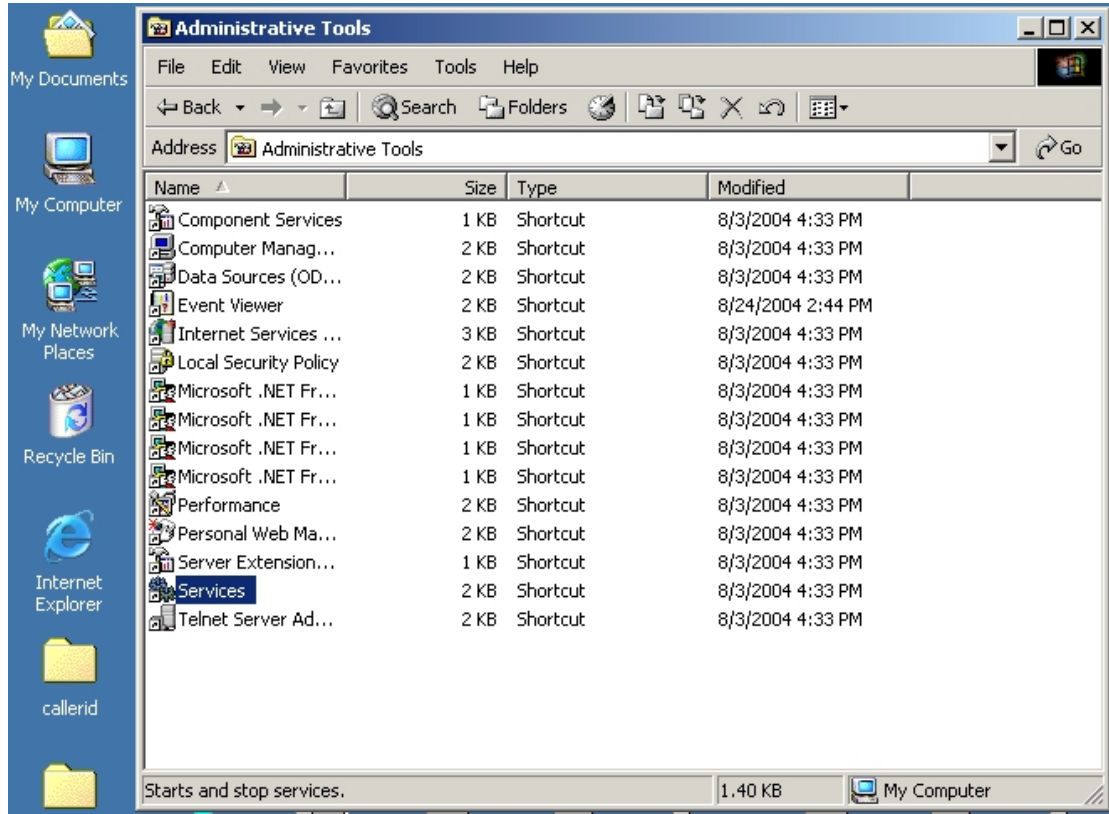 My Documents
My Computer
My Network
Places
Recycle Bin
Internet
Explorer
callerid
Administrative Tools
File Edit View Favorites Tools Help
Back Search Folders
Address Administrative Tools Go
Name Size Type Modified
Component Services 1 KB Shortcut 8/3/2004 4:33 PM
Computer Manag... 2 KB Shortcut 8/3/2004 4:33 PM
Data Sources (OD... 2 KB Shortcut 8/3/2004 4:33 PM
Event Viewer 2 KB Shortcut 8/24/2004 2:44 PM
Internet Services ... 3 KB Shortcut 8/3/2004 4:33 PM
Local Security Policy 2 KB Shortcut 8/3/2004 4:33 PM
Microsoft .NET Fr... 1 KB Shortcut 8/3/2004 4:33 PM
Microsoft .NET Fr... 1 KB Shortcut 8/3/2004 4:33 PM
Microsoft .NET Fr... 1 KB Shortcut 8/3/2004 4:33 PM
Microsoft .NET Fr... 1 KB Shortcut 8/3/2004 4:33 PM
Performance 2 KB Shortcut 8/3/2004 4:33 PM
Personal Web Ma... 2 KB Shortcut 8/3/2004 4:33 PM
Server Extension... 1 KB Shortcut 8/3/2004 4:33 PM
Services 2 KB Shortcut 8/3/2004 4:33 PM
Telnet Server Ad... 2 KB Shortcut 8/3/2004 4:33 PM
Starts and stop services. 1.40 KB My Computer